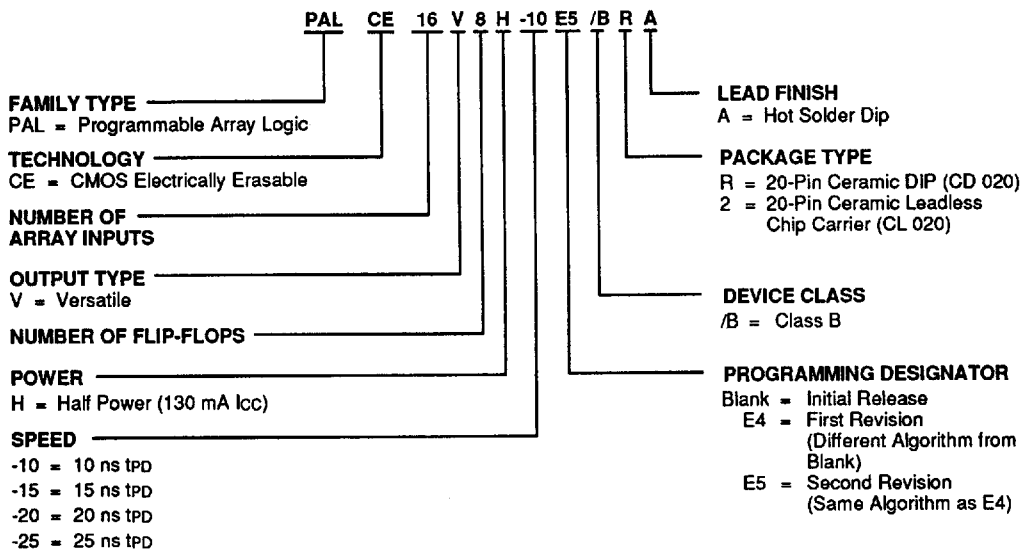 PAL CE 16 V 8 H -10 E5 /B R A
FAMILY TYPE
PAL = Programmable Array Logic
TECHNOLOGY
CE = CMOS Electrically Erasable
NUMBER OF
ARRAY INPUTS
OUTPUT TYPE
V = Versatile
NUMBER OF FLIP-FLOPS
POWER
H = Half Power (130 mA ICC)
SPEED
-10 = 10 ns tPD
-15 = 15 ns tPD
-20 = 20 ns tPD
-25 = 25 ns tPD
LEAD FINISH
A = Hot Solder Dip
PACKAGE TYPE
R = 20-Pin Ceramic DIP (CD 020)
2 = 20-Pin Ceramic Leadless
Chip Carrier (CL 020)
DEVICE CLASS
/B = Class B
PROGRAMMING DESIGNATOR
Blank = Initial Release
E4 = First Revision
(Different Algorithm from
Blank)
E5 = Second Revision
(Same Algorithm as E4)